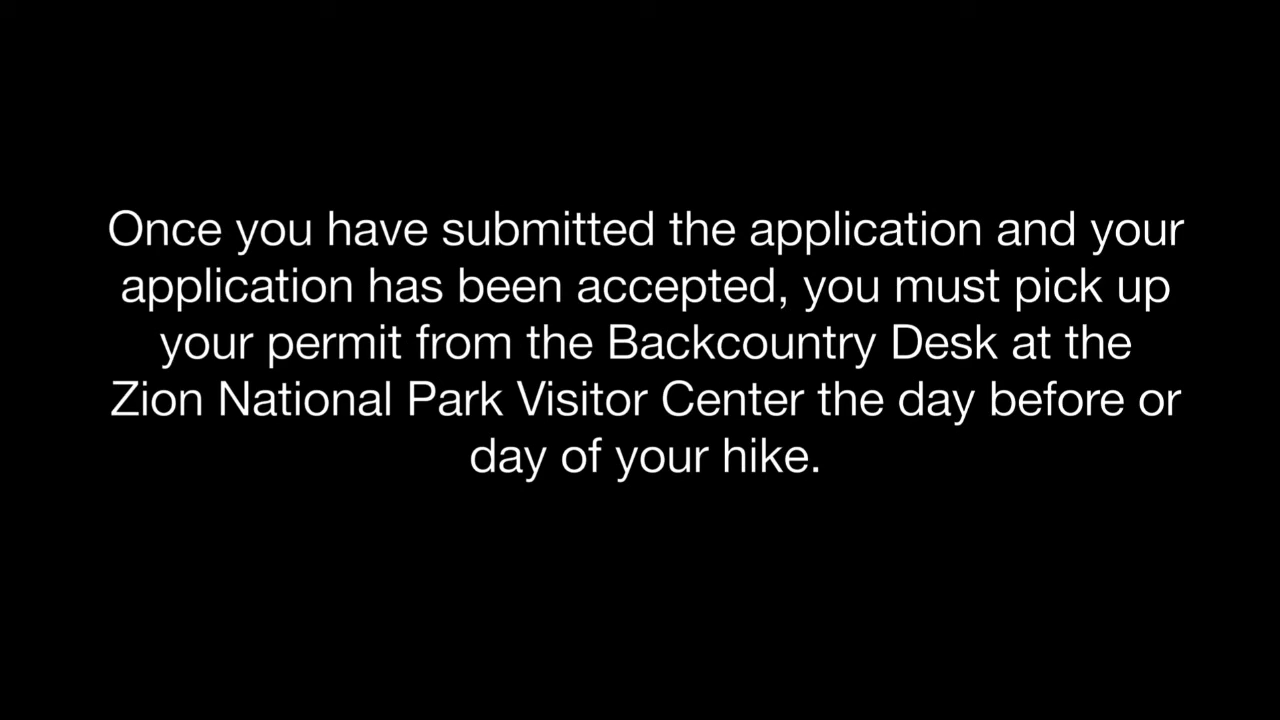 Once you have submitted the application and your
application has been accepted, you must pick up
your permit from the Backcountry Desk at the
Zion National Park Visitor Center the day before or
day of your hike.